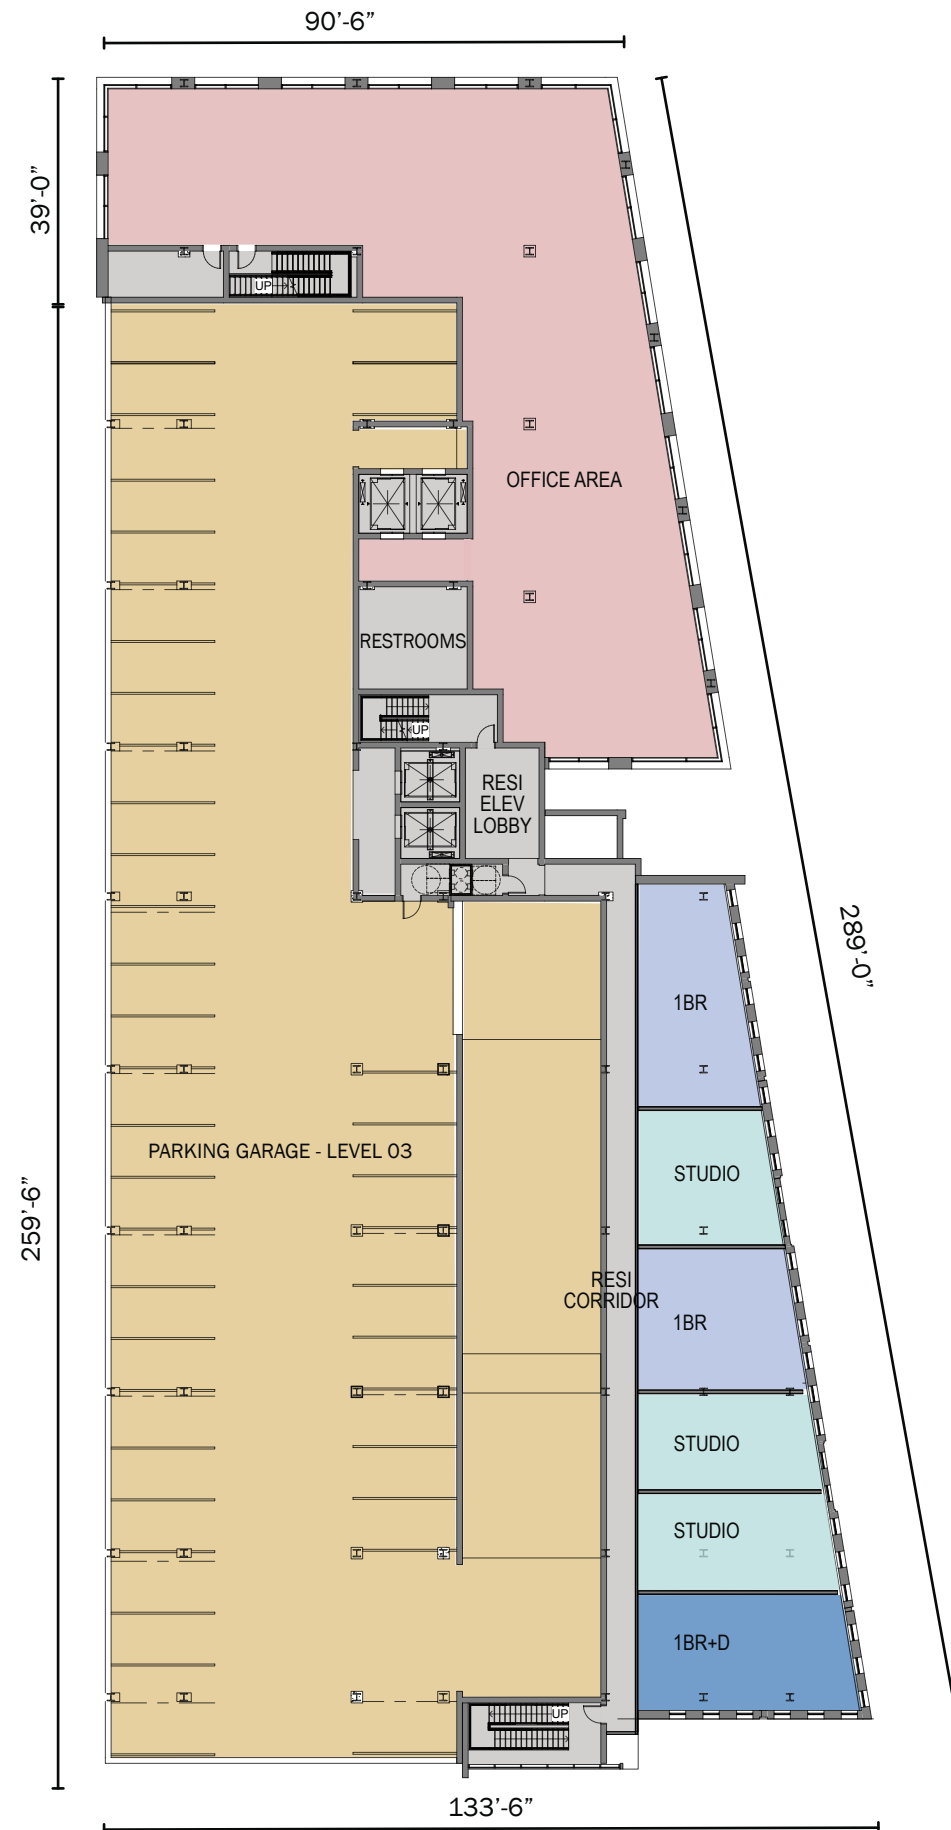 90’-6”
39’-0”
UP
OFFICE AREA
RESTROOMS
UP
RESI
ELEV
LOBBY
289’-0”
1BR
PARKING GARAGE - LEVEL 03
STUDIO
259’-6”
RESI
CORRIDOR
1BR
STUDIO
STUDIO
1BR+D
UP
133’-6”